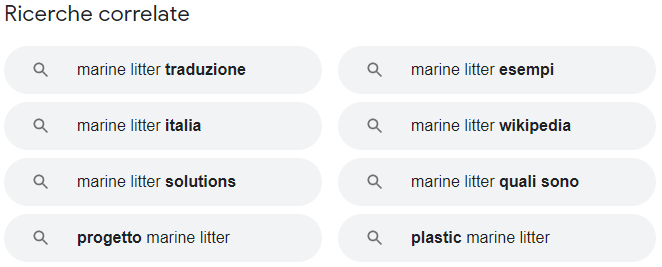 Ricerche correlate
marine litter traduzione
marine litter esempi
marine litter italia
marine litter wikipedia
marine litter solutions
marine litter quali sono
progetto marine litter
plastic marine litter